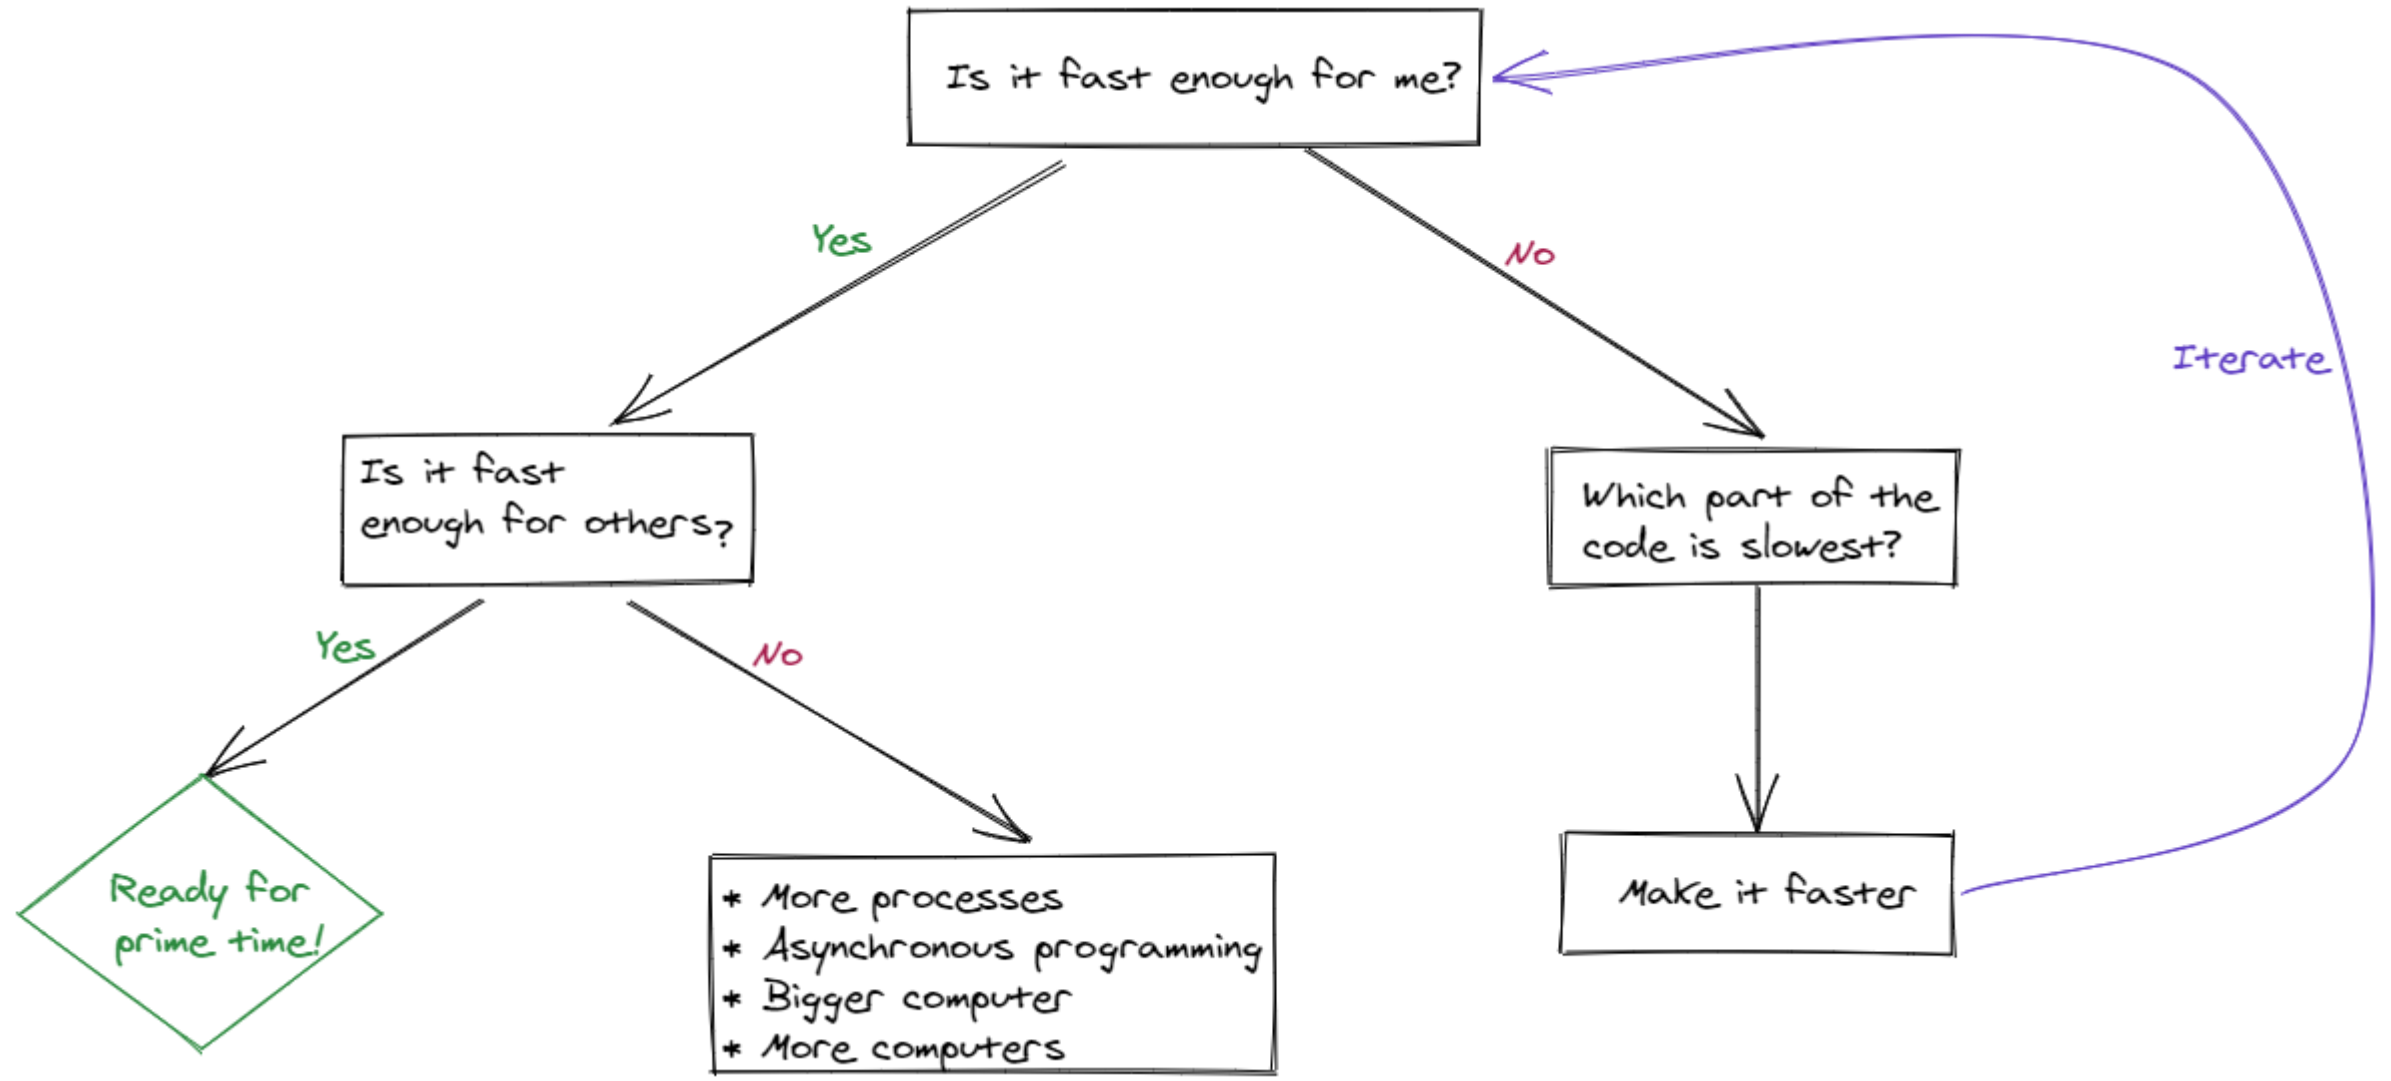 Is it fast enough for me?
Yes
No
Iterate
Is it fast
enough for others?
Which part of the
code is slowest?
Yes
No
Ready for
prime time!
* More processes
* Asynchronous programming
* Bigger computer
* More computers
Make it faster